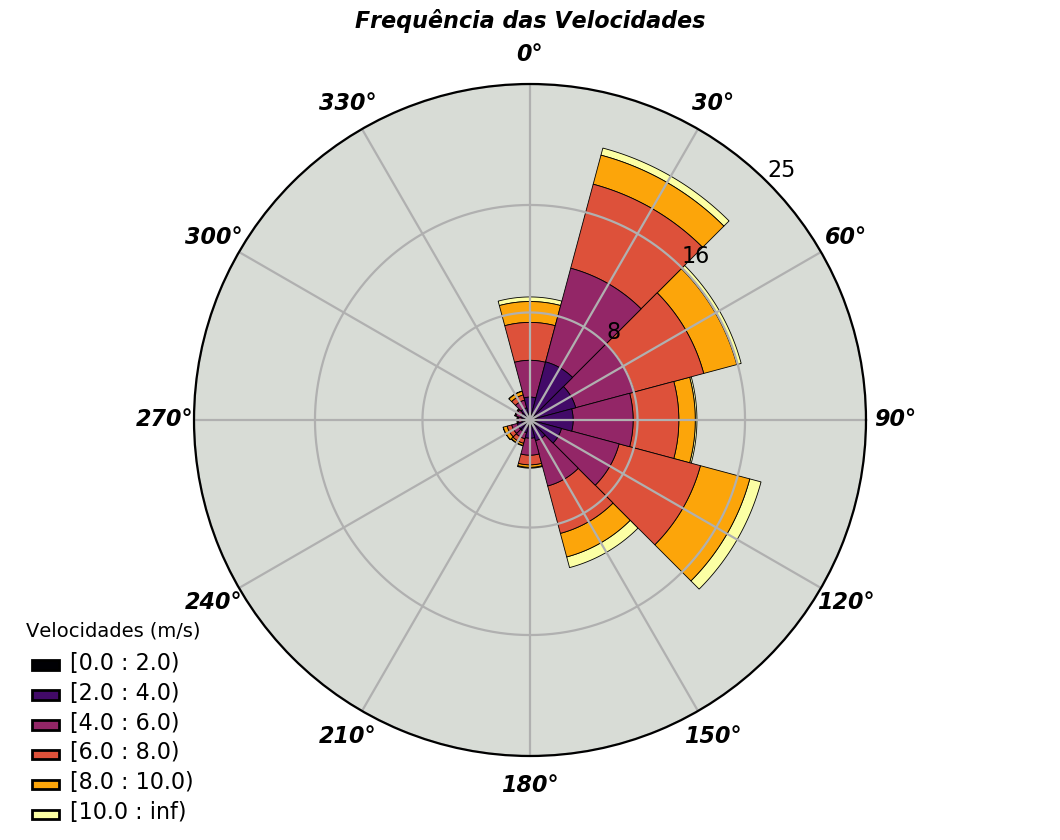 Frequência das Velocidades
0°
330°
30°
25
300°
60°
16
8
270°
90°
240°
120°
210°
150°
180°
Velocidades (m/s)
[0.0 : 2.0)
[2.0 : 4.0)
[4.0 : 6.0)
[6.0 : 8.0)
[8.0 : 10.0)
[10.0 : inf)